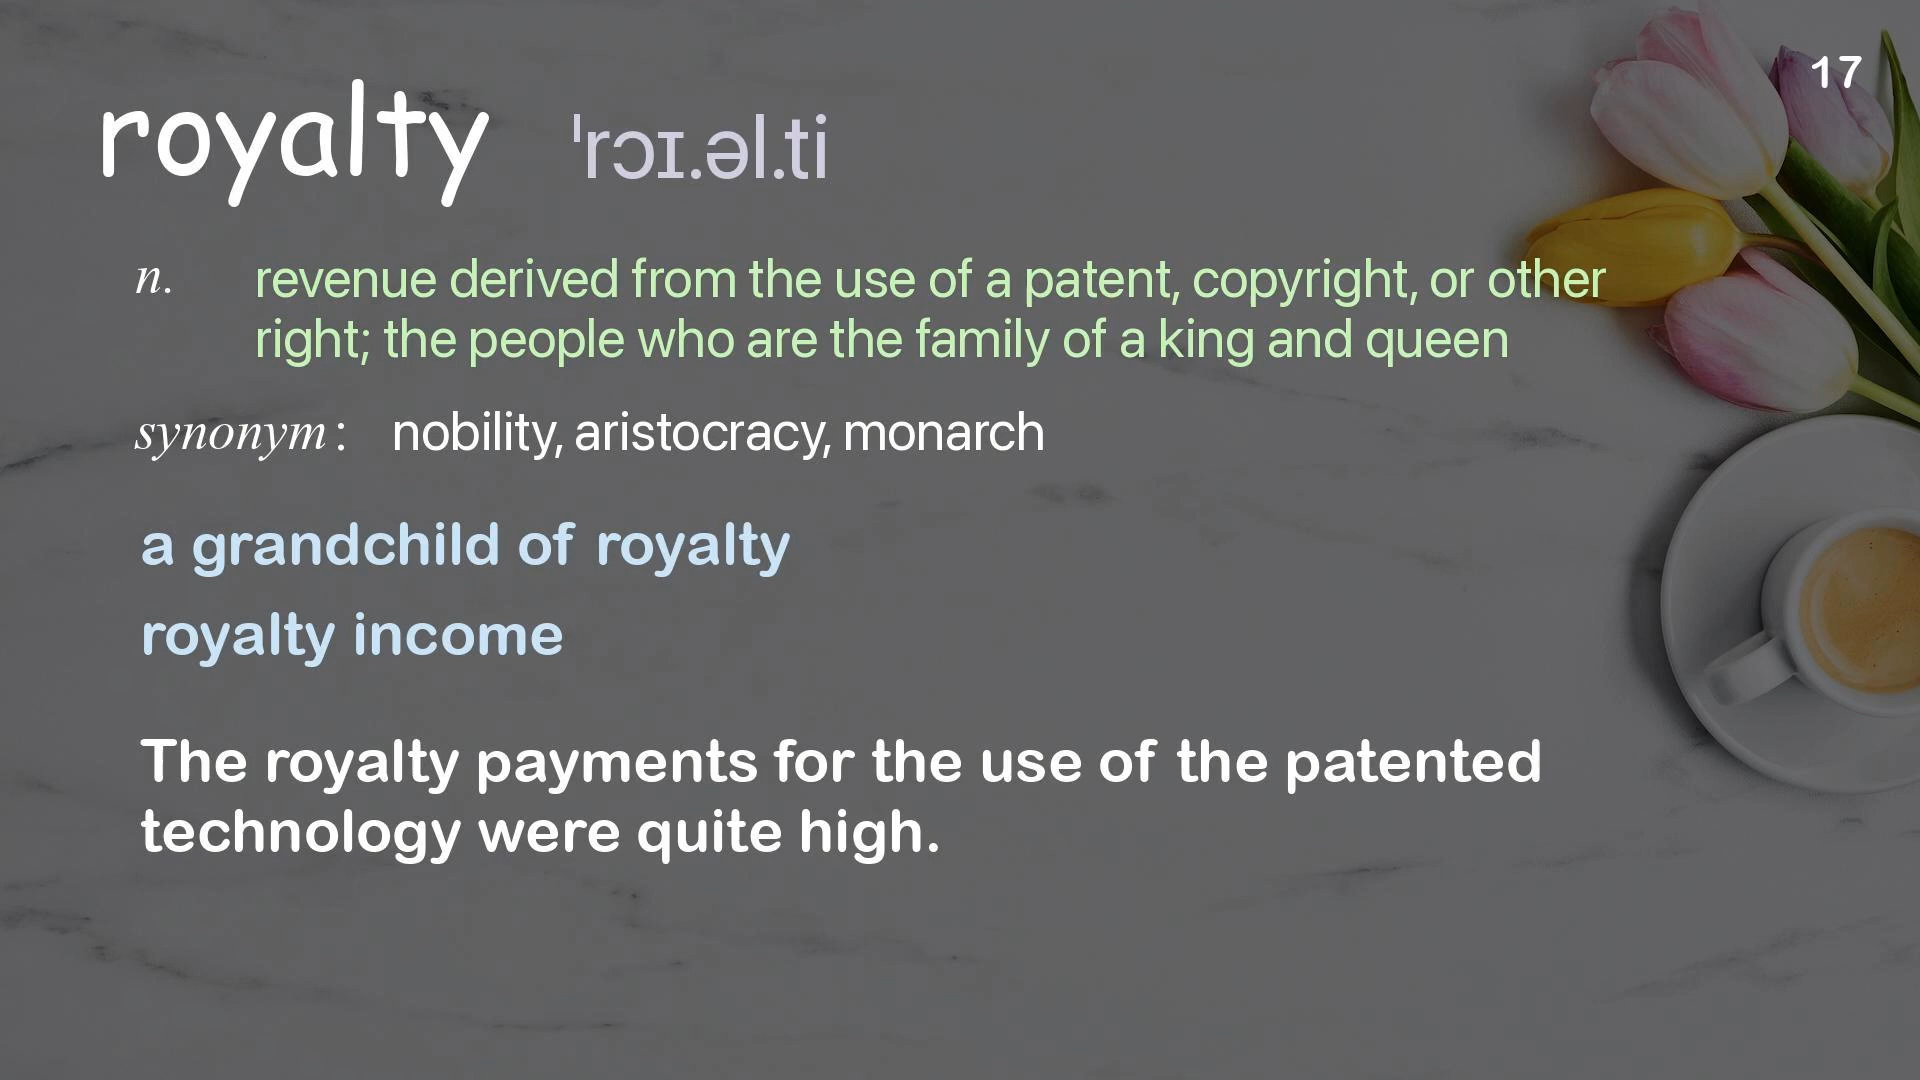 17
royalty ˈrɔɪ.əl.ti
n. revenue derived from the use of a patent, copyright, or other
right; the people who are the family of a king and queen
synonym: nobility, aristocracy, monarch
a grandchild of royalty
royalty income
The royalty payments for the use of the patented
technology were quite high.